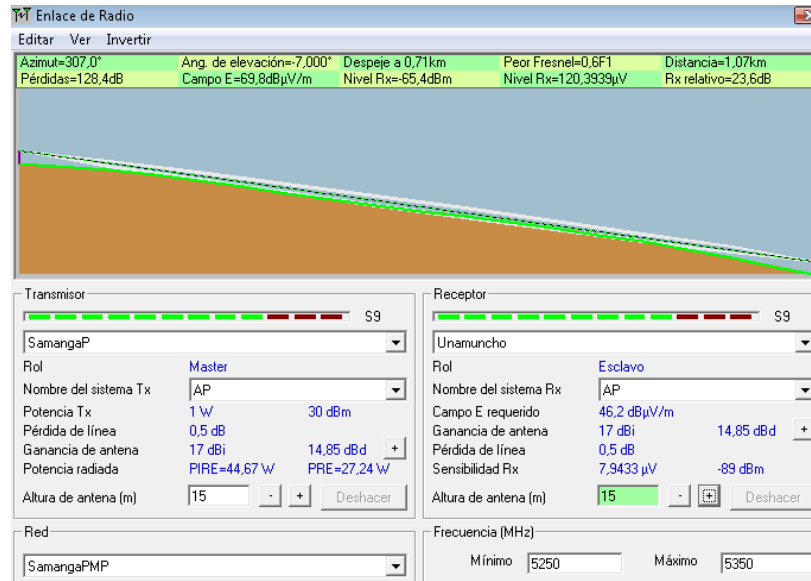 Enlace de Radio
Editar Ver Invertir
Azimut=307,0° Ang. de elevación=-7,000° Despeje a 0,71km Peor Fresnel=0,6F1 Distancia=1,07km
Pérdidas=128,4dB Campo E=69,8dBµV/m Nivel Rx=-65,4dBm Nivel Rx=120,3939µV Rx relativo=23,6dB
Transmisor
S9
SamangaP
Rol Master
Nombre del sistema Tx AP
Potencia Tx 1 W 30 dBm
Pérdida de línea 0,5 dB
Ganancia de antena 17 dBi 14,85 dBd +
Potencia radiada PIRE=44,67 W PRE=27,24 W
Altura de antena (m) 15 - + Deshacer
Red
SamangaPMP
Receptor
S9
Unamuncho
Rol Esclavo
Nombre del sistema Rx AP
Campo E requerido 46,2 dBµV/m
Ganancia de antena 17 dBi 14,85 dBd +
Pérdida de línea 0,5 dB
Sensibilidad Rx 7,9433 µV -89 dBm
Altura de antena (m) 15 - + Deshacer
Frecuencia (MHz)
Mínimo 5250 Máximo 5350